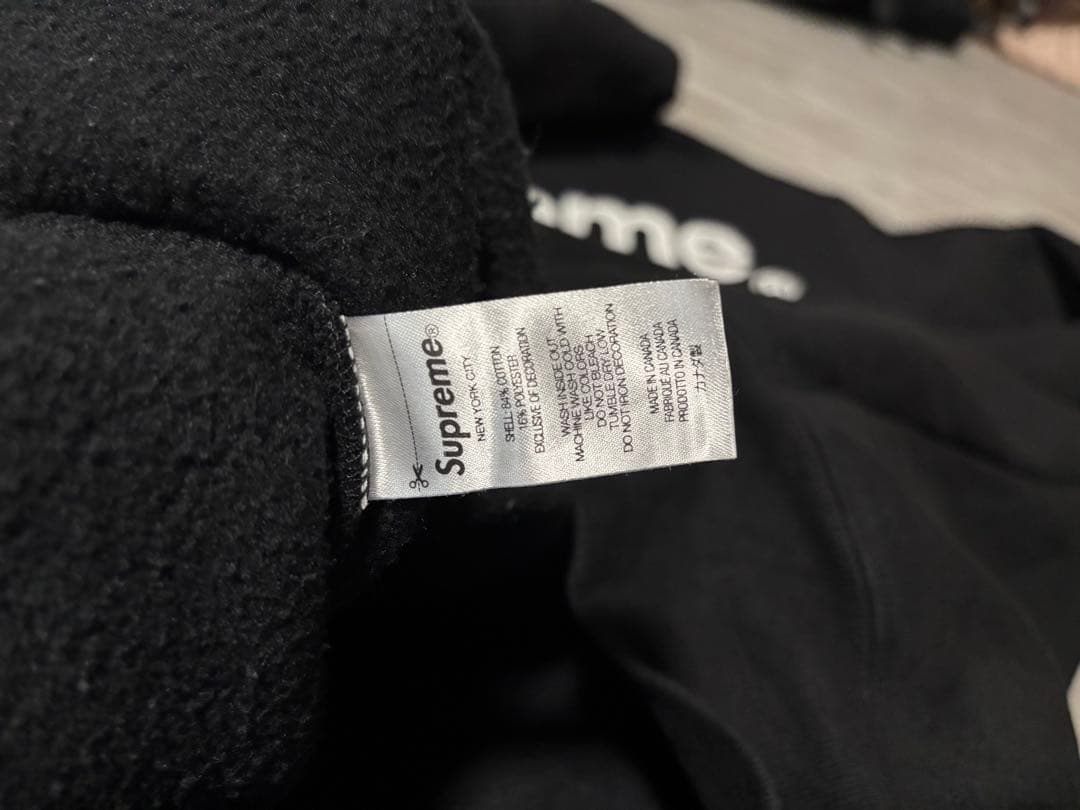 Supreme®
NEW YORK CITY
SHELL: 84% COTTON
16% POLYESTER
EXCLUSIVE OF DECORATION
WASH INSIDE OUT
MACHINE WASH COLD WITH
LIKE COLORS
DO NOT BLEACH
TUMBLE DRY LOW
DO NOT IRON DECORATION
MADE IN CANADA
FABRIQUÉ AU CANADA
PRODOTTO IN CANADA
カナダ製
eme®